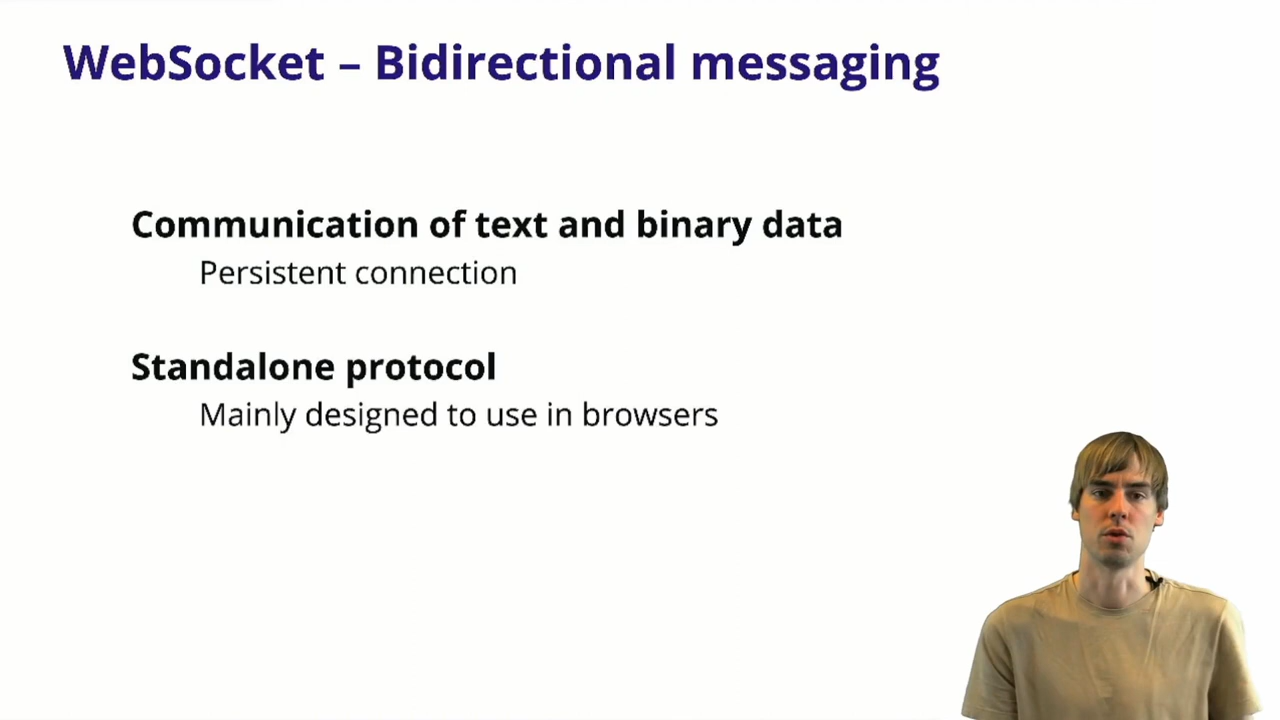 WebSocket – Bidirectional messaging
Communication of text and binary data
Persistent connection
Standalone protocol
Mainly designed to use in browsers